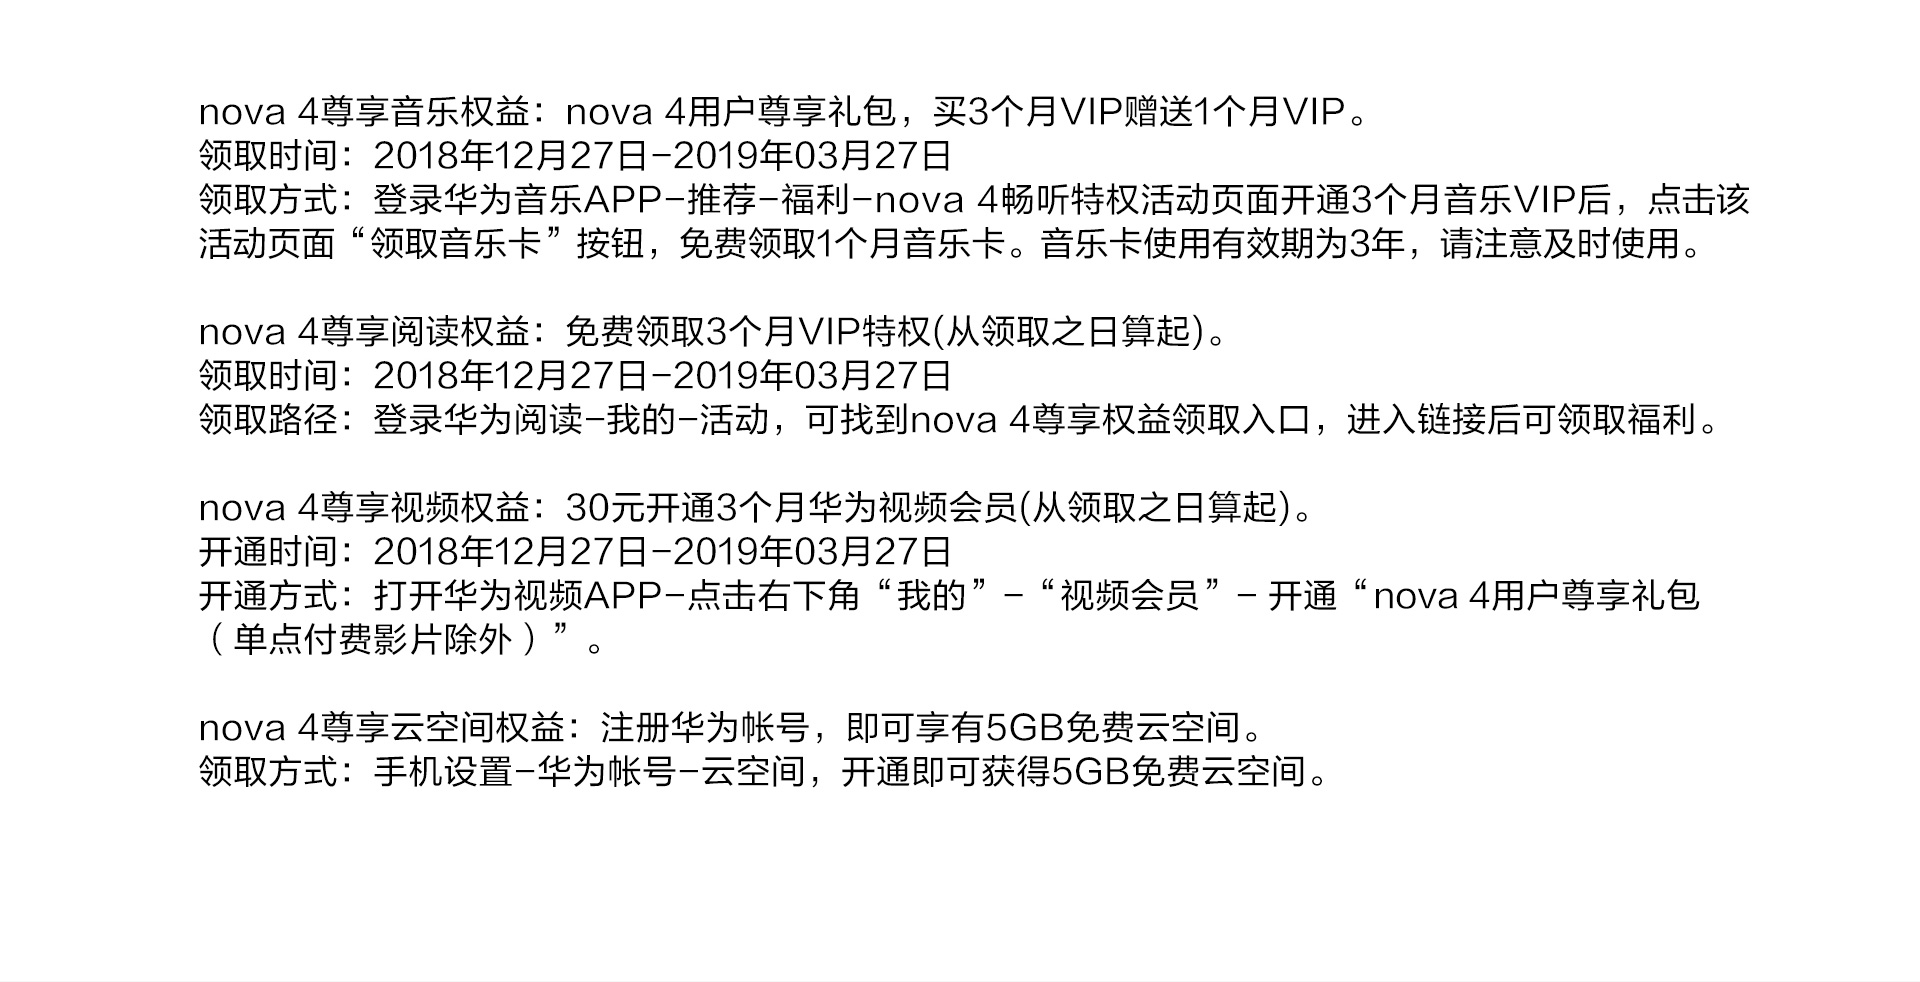 nova 4尊享音乐权益：nova 4用户尊享礼包，买3个月VIP赠送1个月VIP。
领取时间：2018年12月27日-2019年03月27日
领取方式：登录华为音乐APP-推荐-福利-nova 4畅听特权活动页面开通3个月音乐VIP后，点击该
活动页面“领取音乐卡”按钮，免费领取1个月音乐卡。音乐卡使用有效期为3年，请注意及时使用。
nova 4尊享阅读权益：免费领取3个月VIP特权(从领取之日算起)。
领取时间：2018年12月27日-2019年03月27日
领取路径：登录华为阅读-我的-活动，可找到nova 4尊享权益领取入口，进入链接后可领取福利。
nova 4尊享视频权益：30元开通3个月华为视频会员(从领取之日算起)。
开通时间：2018年12月27日-2019年03月27日
开通方式：打开华为视频APP-点击右下角“我的”-“视频会员”- 开通“nova 4用户尊享礼包
（单点付费影片除外）”。
nova 4尊享云空间权益：注册华为帐号，即可享有5GB免费云空间。
领取方式：手机设置-华为帐号-云空间，开通即可获得5GB免费云空间。